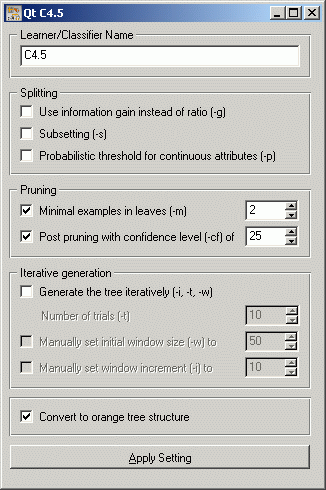 Qt C4.5
Learner/Classifier Name
C4.5
Splitting
Use information gain instead of ratio (-g)
Subsetting (-s)
Probabilistic threshold for continuous attributes (-p)
Pruning
Minimal examples in leaves (-m) 2
Post pruning with confidence level (-cf) of 25
Iterative generation
Generate the tree iteratively (-i, -t, -w)
Number of trials (-t) 10
Manually set initial window size (-w) to 50
Manually set window increment (-i) to 10
Convert to orange tree structure
Apply Setting